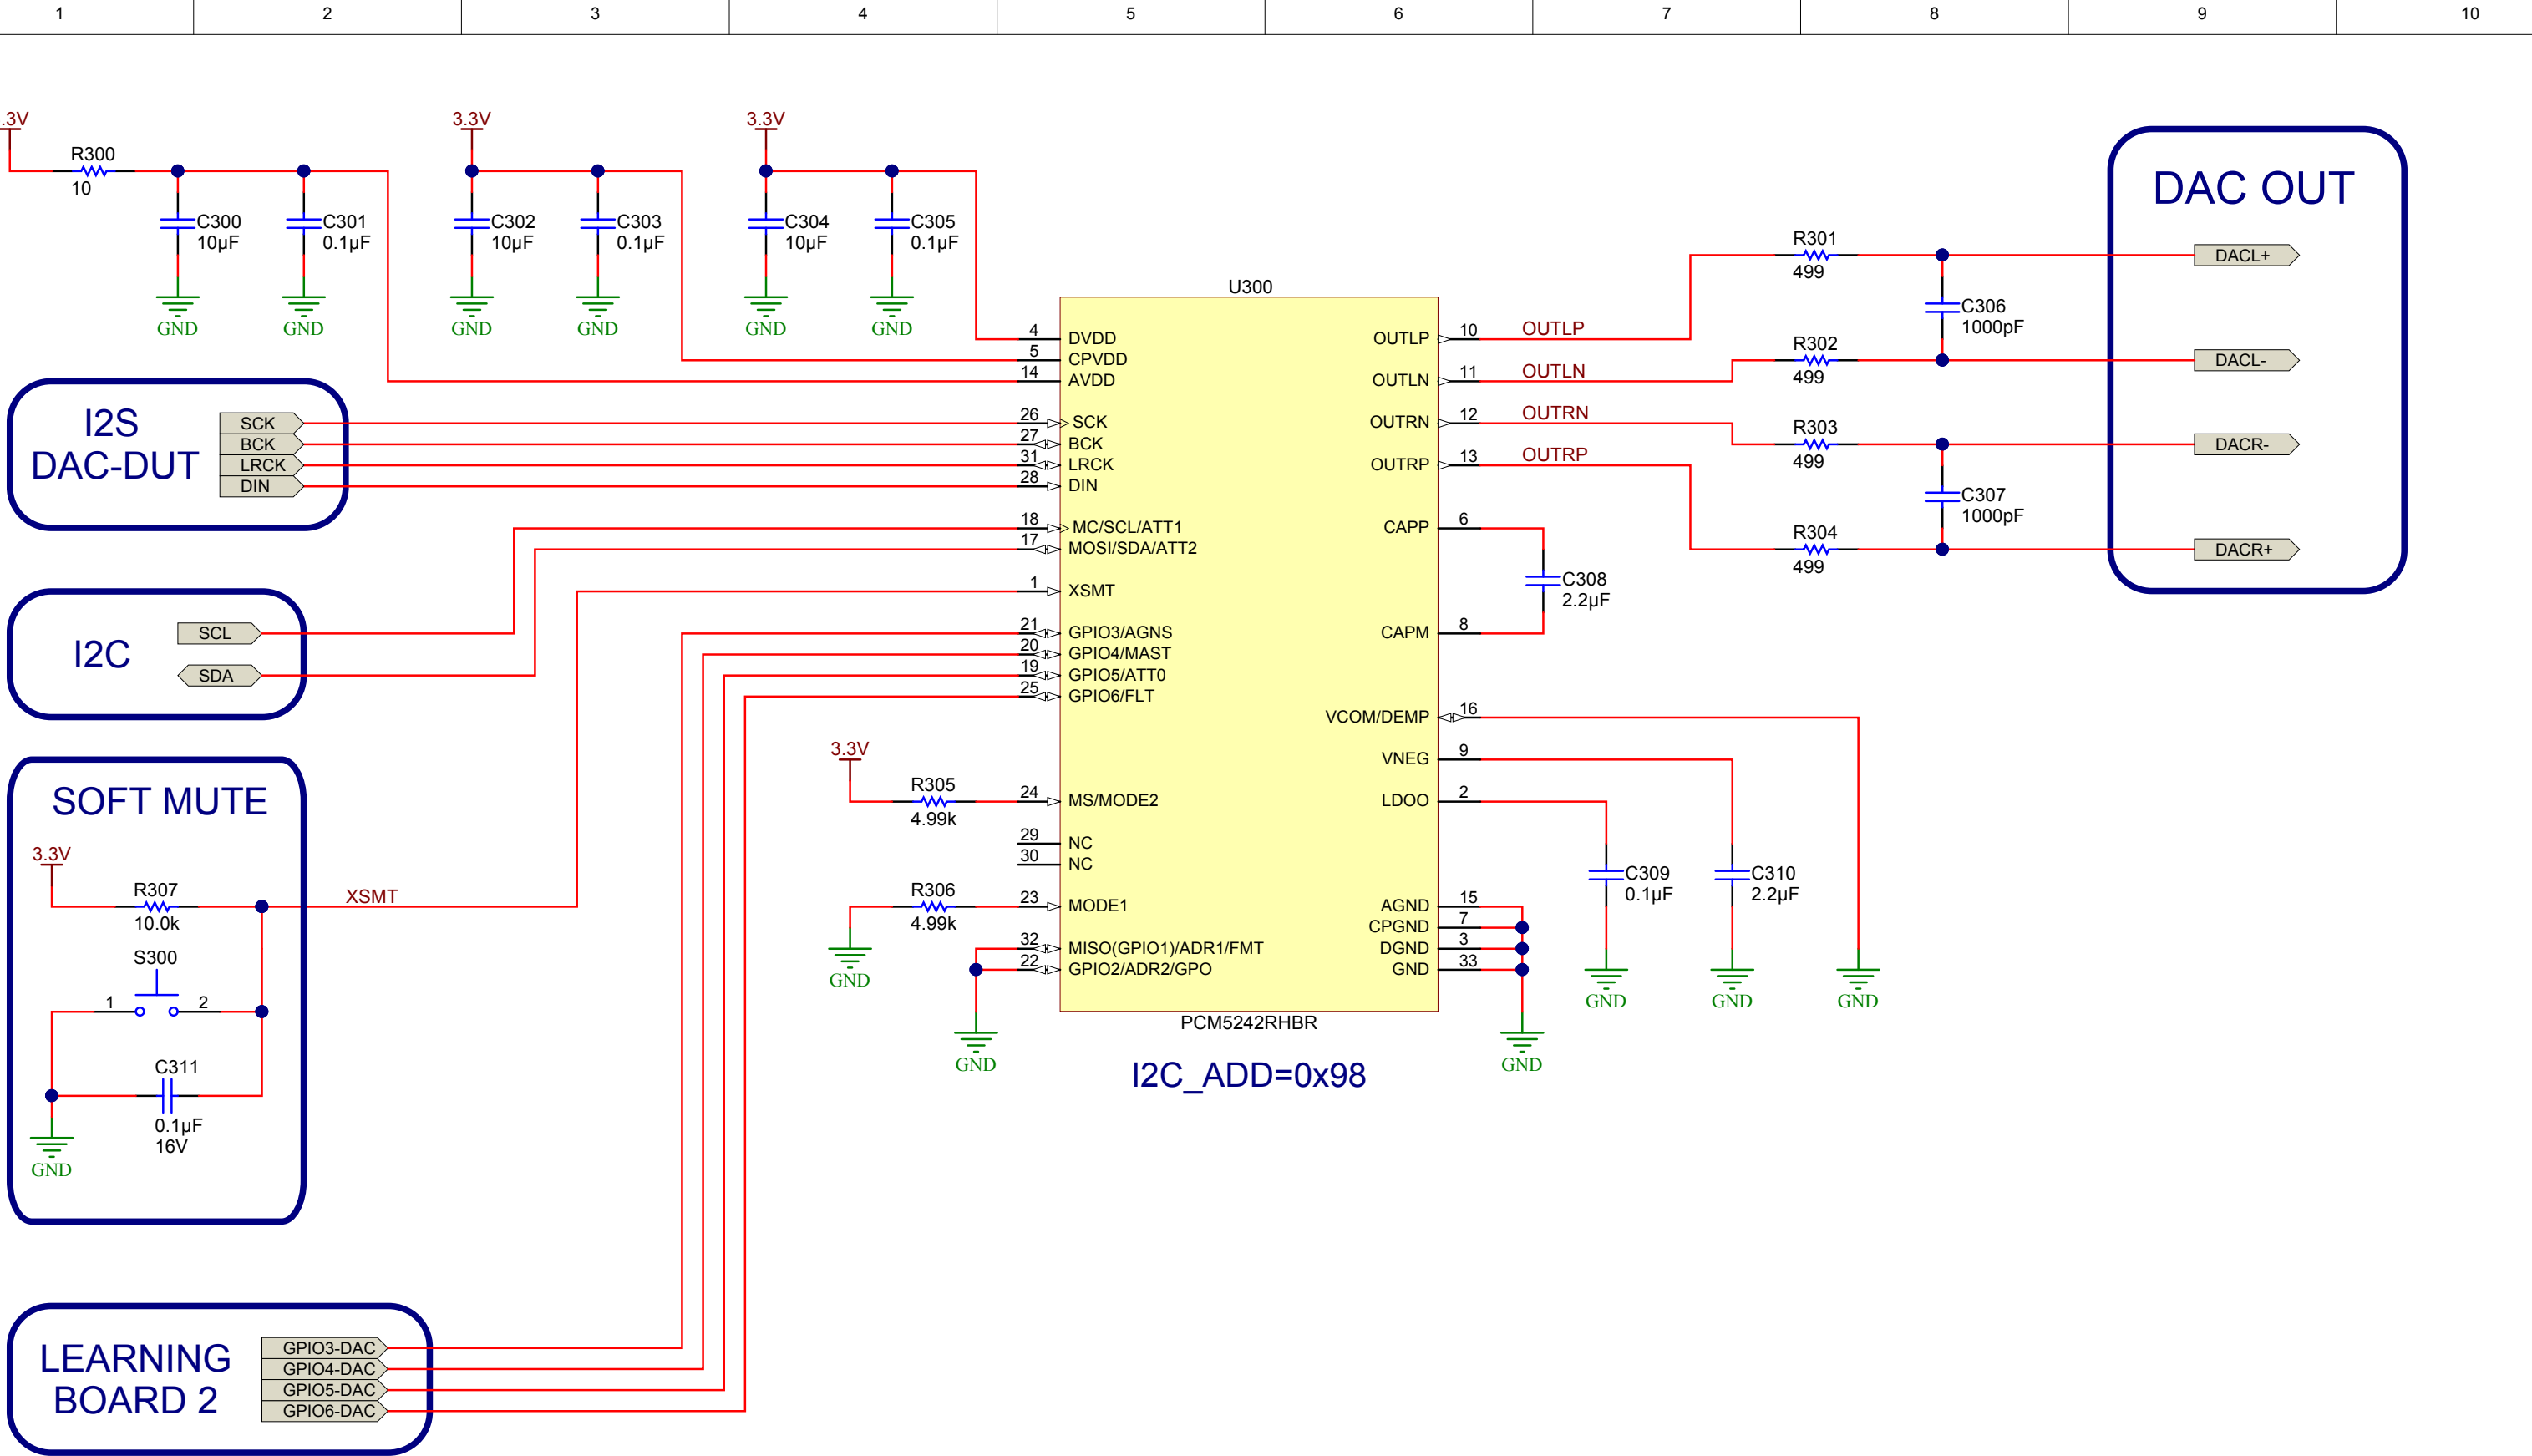 1 2 3 4 5 6 7 8 9 10
.3V 3.3V 3.3V
R300
10
C300
10µF
C301
0.1µF
C302
10µF
C303
0.1µF
C304
10µF
C305
0.1µF
GND GND GND GND GND GND
I2S
DAC-DUT
SCK
BCK
LRCK
DIN
I2C
SCL
SDA
SOFT MUTE
3.3V
R307
10.0k
XSMT
S300
1 2
C311
0.1µF
16V
GND
LEARNING
BOARD 2
GPIO3-DAC
GPIO4-DAC
GPIO5-DAC
GPIO6-DAC
3.3V
R305
4.99k
R306
4.99k
GND
GND
U300
4 DVDD
5 CPVDD
14 AVDD
26 SCK
27 BCK
31 LRCK
28 DIN
18 MC/SCL/ATT1
17 MOSI/SDA/ATT2
1 XSMT
21 GPIO3/AGNS
20 GPIO4/MAST
19 GPIO5/ATT0
25 GPIO6/FLT
24 MS/MODE2
29 NC
30 NC
23 MODE1
32 MISO(GPIO1)/ADR1/FMT
22 GPIO2/ADR2/GPO
OUTLP 10 OUTLP
OUTLN 11 OUTLN
OUTRN 12 OUTRN
OUTRP 13 OUTRP
CAPP 6
CAPM 8
VCOM/DEMP 16
VNEG 9
LDOO 2
AGND 15
CPGND 7
DGND 3
GND 33
PCM5242RHBR
I2C_ADD=0x98
GND
C308
2.2µF
C309
0.1µF
C310
2.2µF
GND GND GND
R301
499
R302
499
R303
499
R304
499
C306
1000pF
C307
1000pF
DAC OUT
DACL+
DACL-
DACR-
DACR+